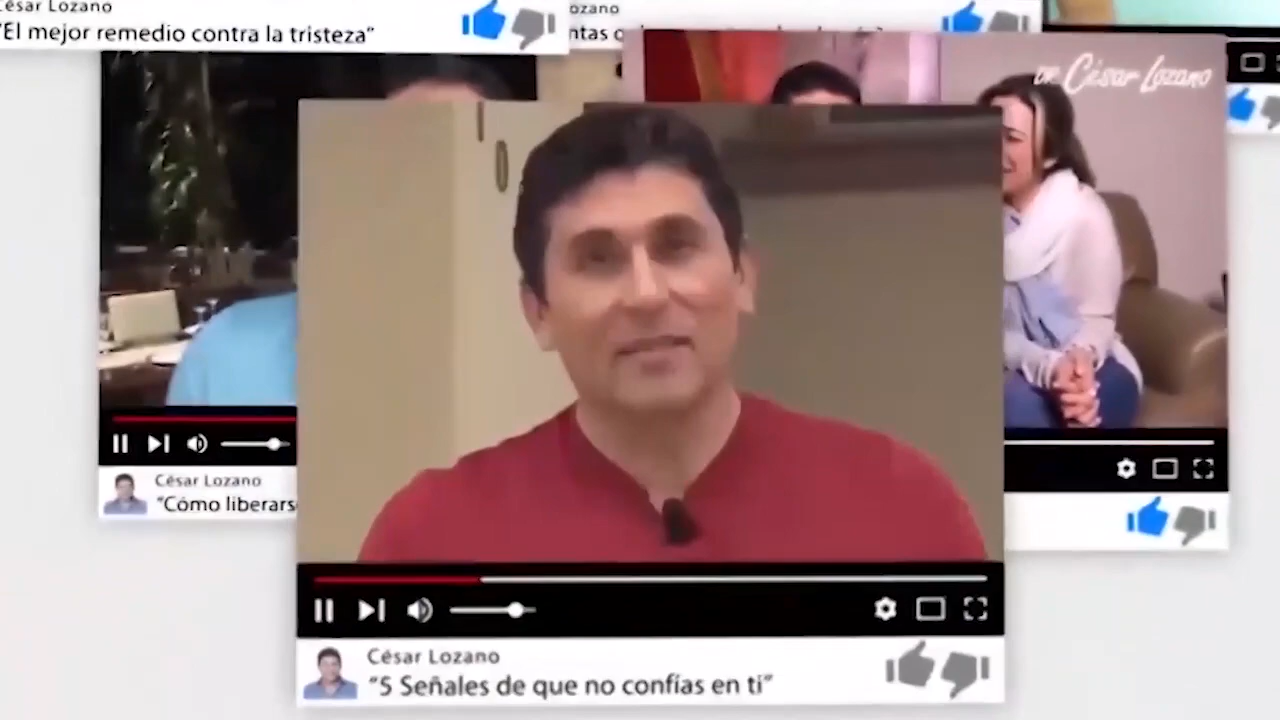 César Lozano
"El mejor remedio contra la tristeza"
ozano
Dr. César Lozano
César Lozano
"Cómo liberars
César Lozano
"5 Señales de que no confías en ti"